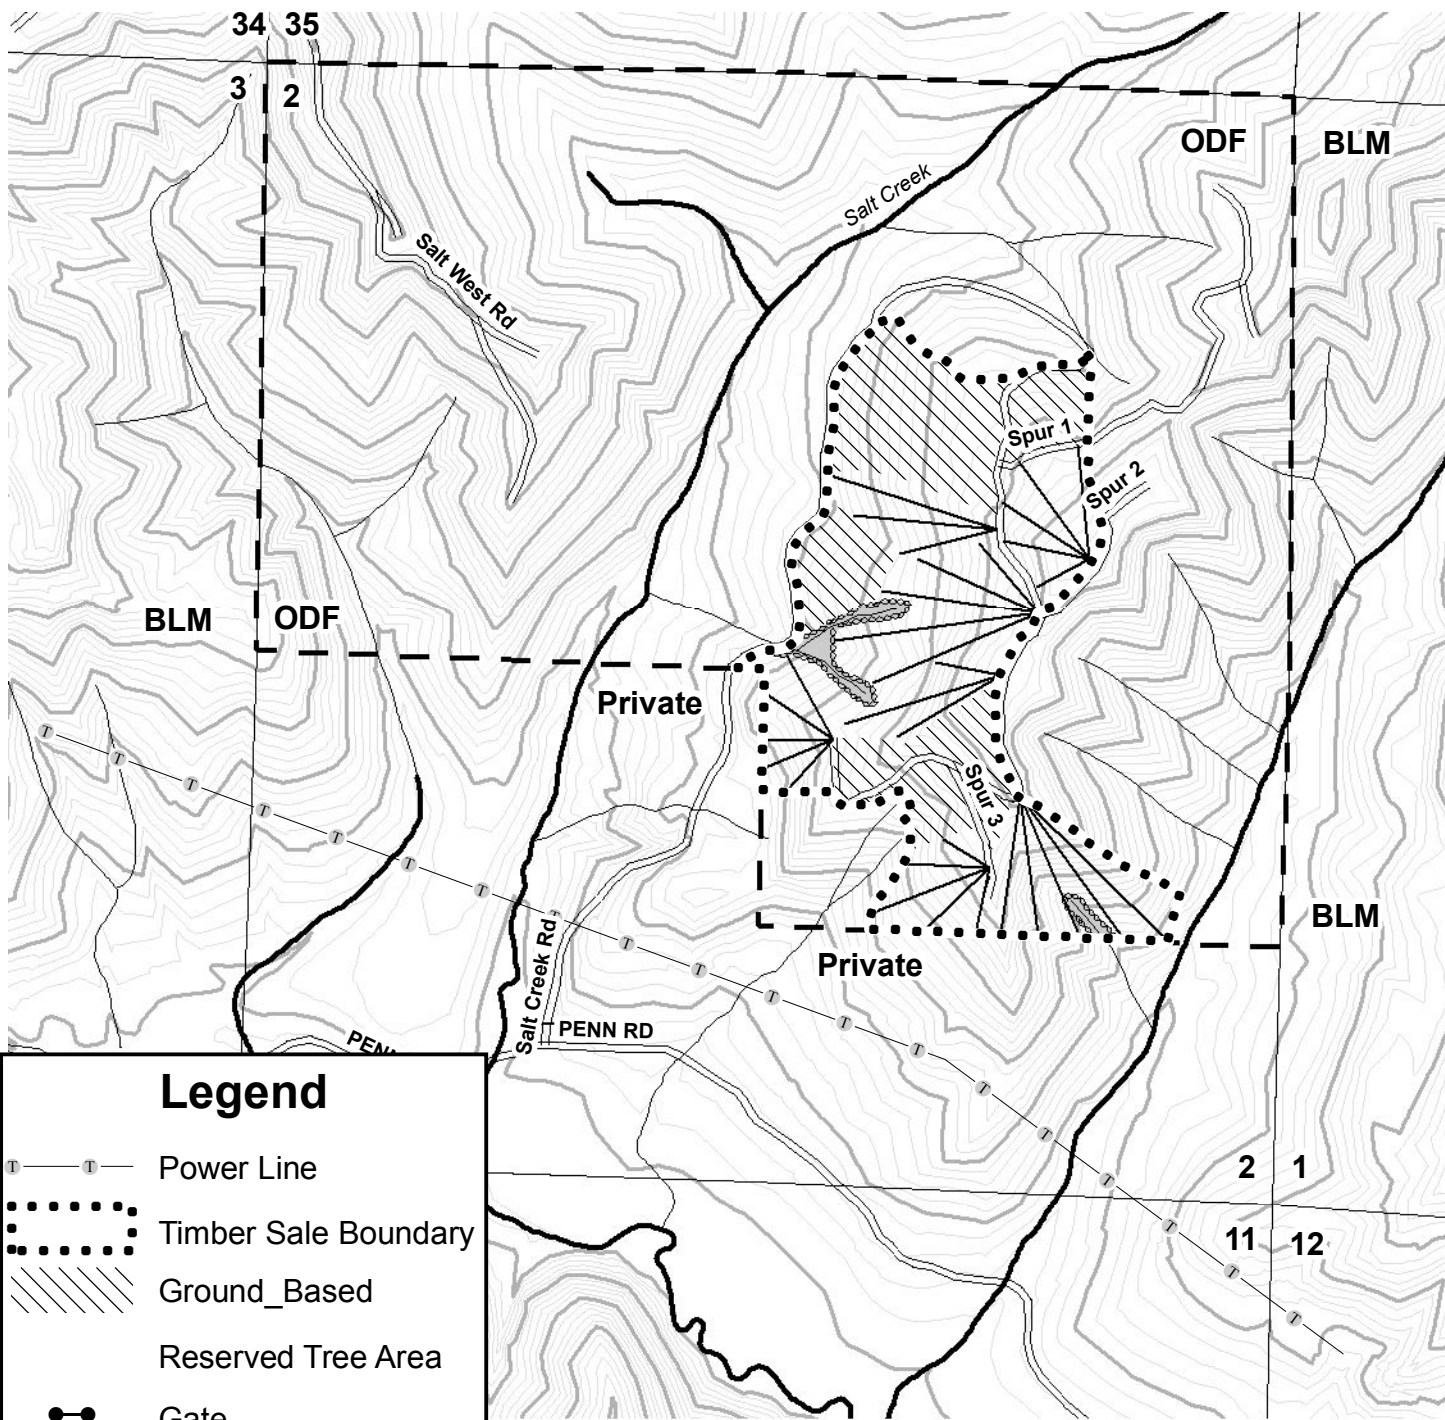 34 35
3 2
ODF BLM
Salt Creek
Salt West Rd
Spur 1
Spur 2
BLM ODF
Private
Spur 3
BLM
Private
Salt Creek Rd
PENN RD
PENN
2 1
11 12
Legend
T T Power Line
Timber Sale Boundary
Ground_Based
Reserved Tree Area
Gate